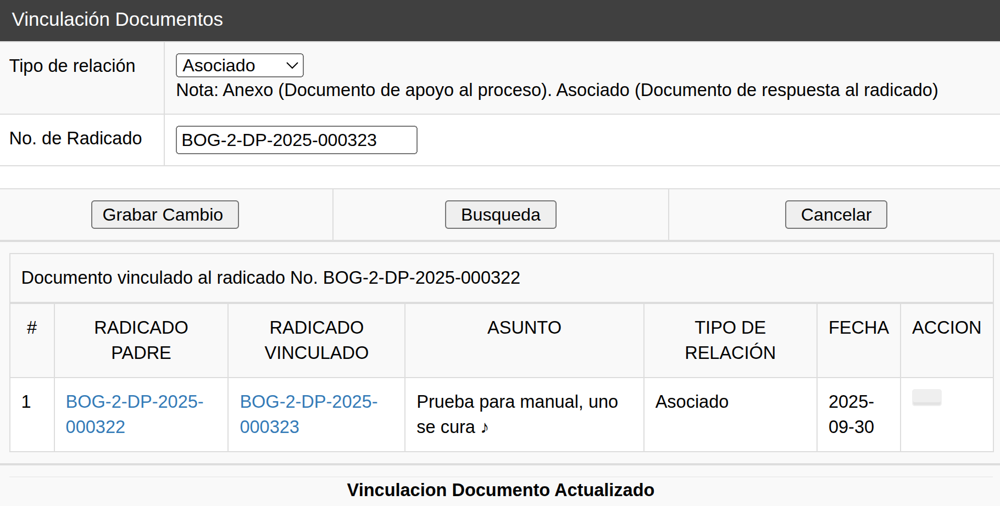 Vinculación Documentos
Tipo de relación
Asociado
Nota: Anexo (Documento de apoyo al proceso). Asociado (Documento de respuesta al radicado)
No. de Radicado
BOG-2-DP-2025-000323
Grabar Cambio
Busqueda
Cancelar
Documento vinculado al radicado No. BOG-2-DP-2025-000322
#
RADICADO
PADRE
RADICADO
VINCULADO
ASUNTO
TIPO DE
RELACIÓN
FECHA
ACCION
1
BOG-2-DP-2025-
000322
BOG-2-DP-2025-
000323
Prueba para manual, uno
se cura ♪
Asociado
2025-
09-30
Vinculacion Documento Actualizado